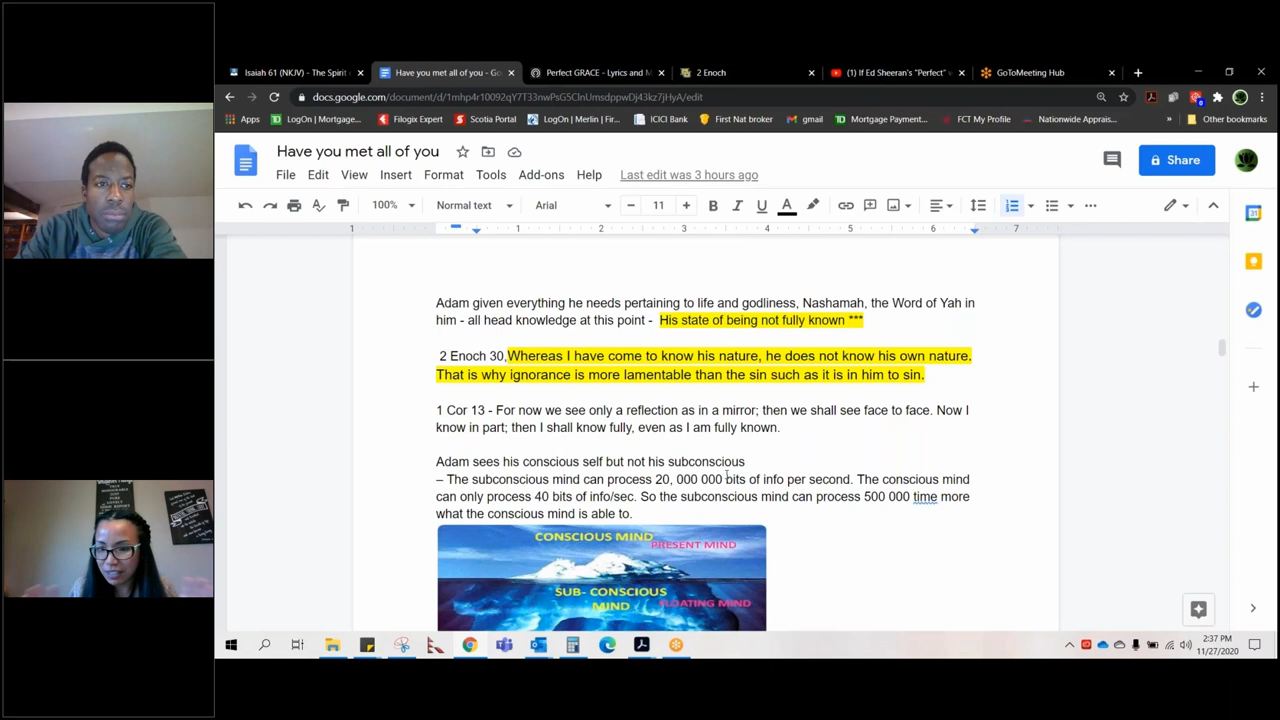 Isaiah 61 (NKJV) - The Spirit
Have you met all of you - Go
Perfect GRACE - Lyrics and M
2 Enoch
(1) If Ed Sheeran's "Perfect" w
GoToMeeting Hub
docs.google.com/document/d/1mhp4r10092qY7T33nwPsG5ClnUmsdppwDj43kz7jHyA/edit
Apps
LogOn | Mortgage...
Filogix Expert
Scotia Portal
LogOn | Merlin | Fir...
ICICI Bank
First Nat broker
gmail
Mortgage Payment...
FCT My Profile
Nationwide Apprais...
»
Other bookmarks
Have you met all of you
Share
File Edit View Insert Format Tools Add-ons Help Last edit was 3 hours ago
100% Normal text Arial − 11 + B I U A
1 1 2 3 4 5 6 7
Adam given everything he needs pertaining to life and godliness, Nashamah, the Word of Yah in
him - all head knowledge at this point - His state of being not fully known ***
2 Enoch 30,Whereas I have come to know his nature, he does not know his own nature.
That is why ignorance is more lamentable than the sin such as it is in him to sin.
1 Cor 13 - For now we see only a reflection as in a mirror; then we shall see face to face. Now I
know in part; then I shall know fully, even as I am fully known.
Adam sees his conscious self but not his subconscious
– The subconscious mind can process 20, 000 000 bits of info per second. The conscious mind
can only process 40 bits of info/sec. So the subconscious mind can process 500 000 time more
what the conscious mind is able to.
CONSCIOUS MIND
PRESENT MIND
SUB- CONSCIOUS
MIND
FLOATING MIND
2:37 PM
11/27/2020